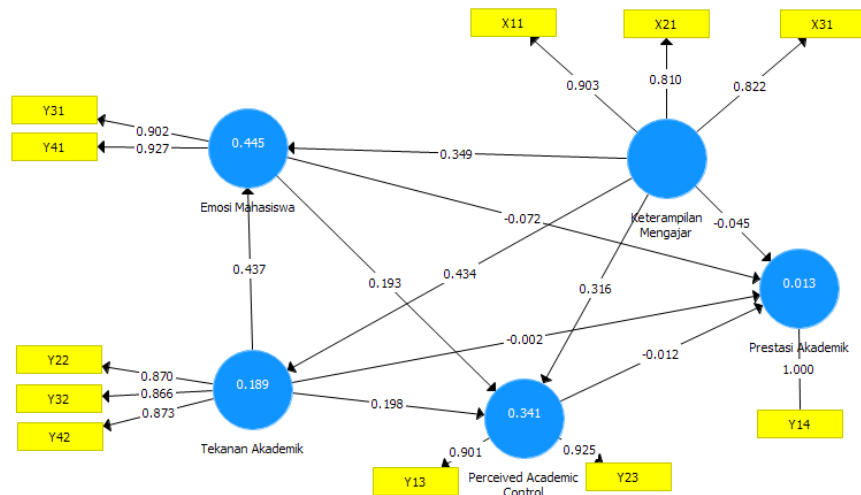 X11
X21
X31
0.903
0.810
0.822
Y31
Y41
0.902
0.927
0.445
Emosi Mahasiswa
0.349
Keterampilan
Mengajar
-0.072
-0.045
0.437
0.193
0.434
0.316
0.013
Prestasi Akademik
-0.002
-0.012
1.000
Y14
Y22
Y32
Y42
0.870
0.866
0.873
0.189
Tekanan Akademik
0.198
0.341
Perceived Academic
Control
0.901
0.925
Y13
Y23